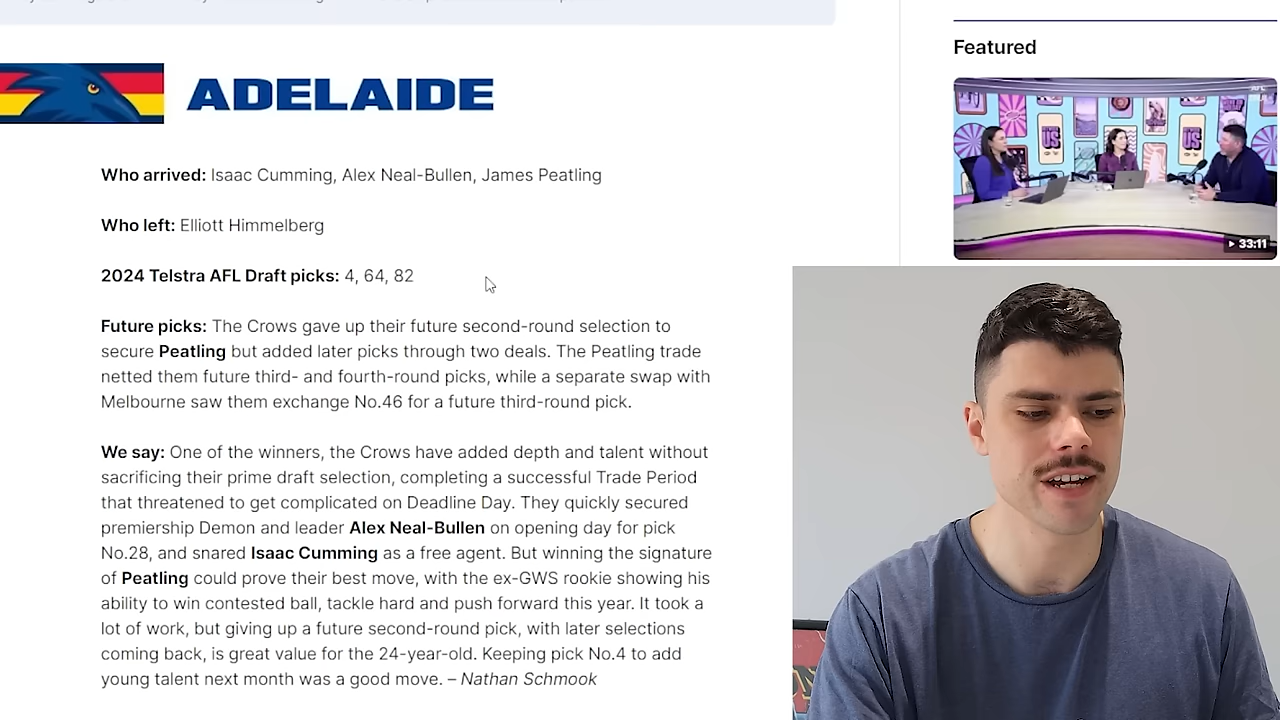 Featured
ADELAIDE
33:11
Who arrived: Isaac Cumming, Alex Neal-Bullen, James Peatling
Who left: Elliott Himmelberg
2024 Telstra AFL Draft picks: 4, 64, 82
Future picks: The Crows gave up their future second-round selection to
secure Peatling but added later picks through two deals. The Peatling trade
netted them future third- and fourth-round picks, while a separate swap with
Melbourne saw them exchange No.46 for a future third-round pick.
We say: One of the winners, the Crows have added depth and talent without
sacrificing their prime draft selection, completing a successful Trade Period
that threatened to get complicated on Deadline Day. They quickly secured
premiership Demon and leader Alex Neal-Bullen on opening day for pick
No.28, and snared Isaac Cumming as a free agent. But winning the signature
of Peatling could prove their best move, with the ex-GWS rookie showing his
ability to win contested ball, tackle hard and push forward this year. It took a
lot of work, but giving up a future second-round pick, with later selections
coming back, is great value for the 24-year-old. Keeping pick No.4 to add
young talent next month was a good move. – Nathan Schmook